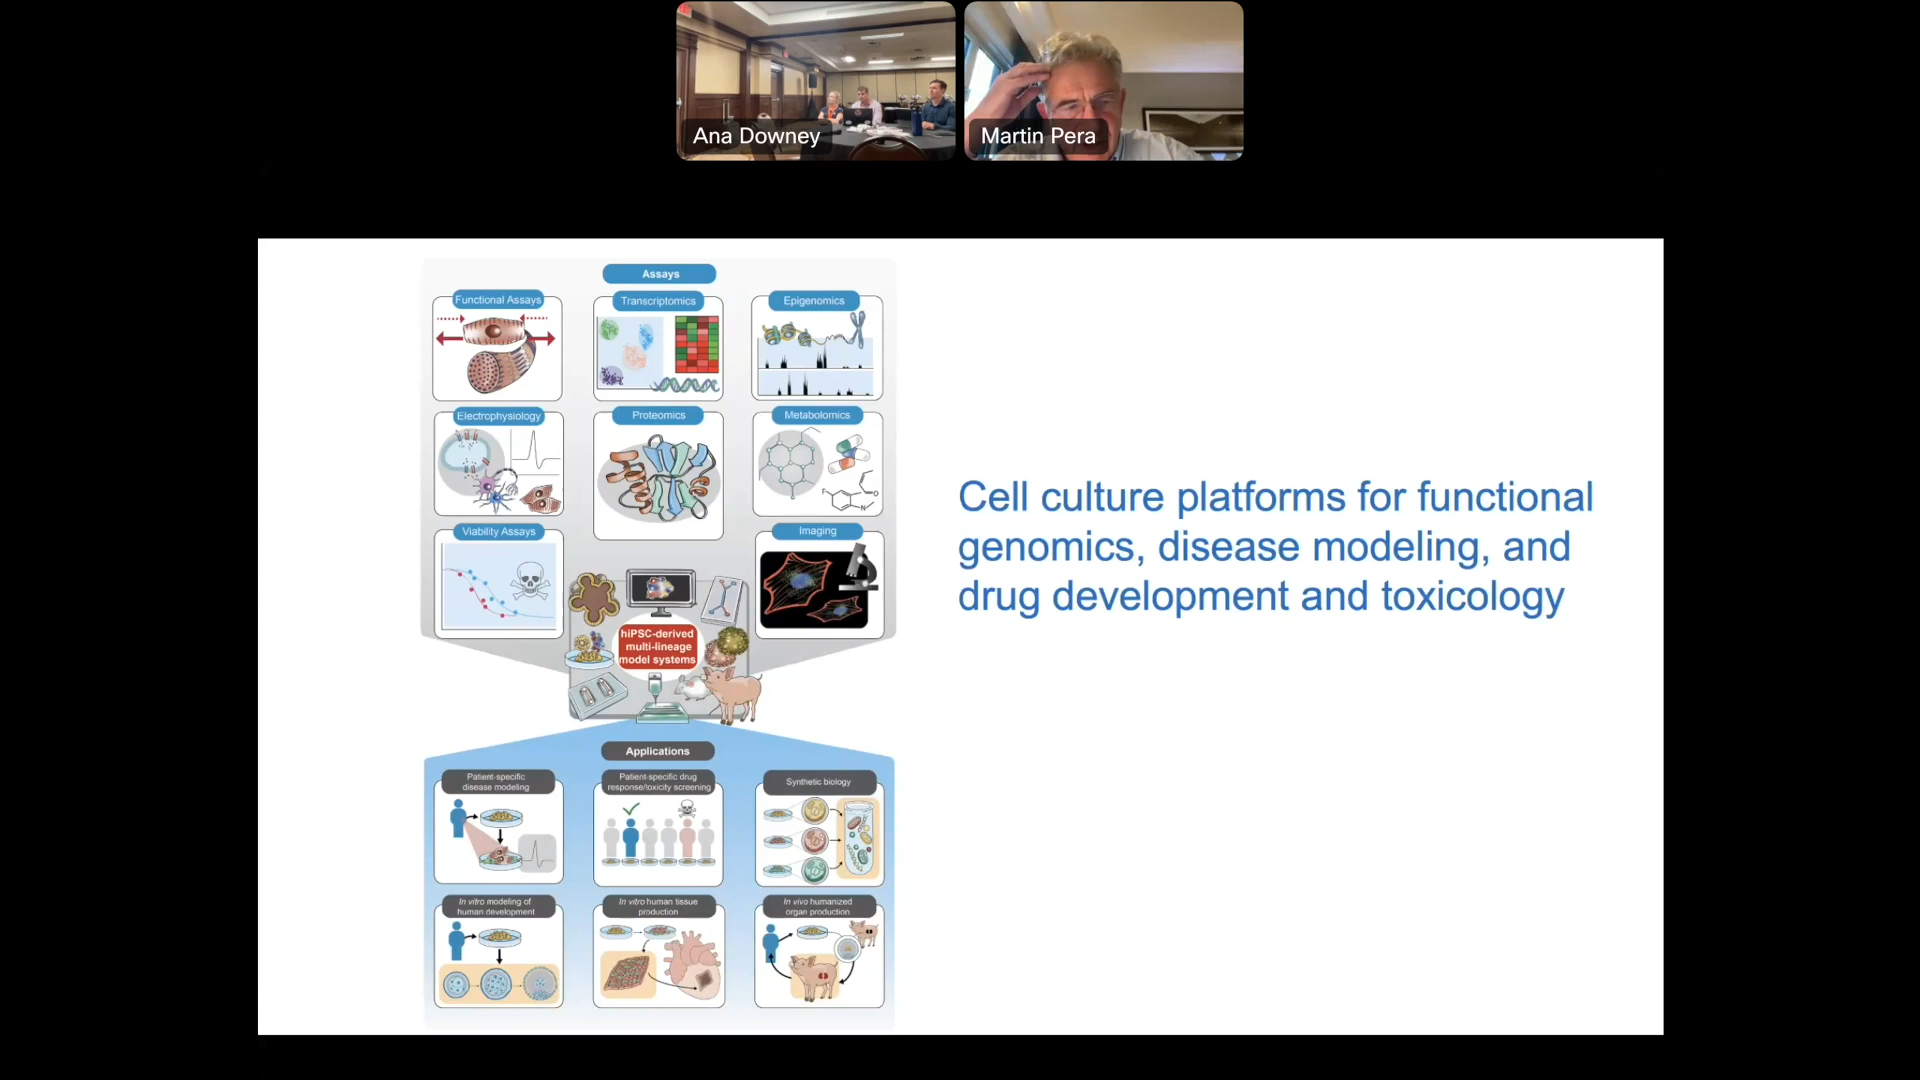 Ana Downey
Martin Pera
Assays
Functional Assays
Transcriptomics
Epigenomics
Electrophysiology
Proteomics
Metabolomics
F
O
N
Viability Assays
Imaging
hiPSC-derived
multi-lineage
model systems
Cell culture platforms for functional
genomics, disease modeling, and
drug development and toxicology
Applications
Patient-specific
disease modeling
Patient-specific drug
response/toxicity screening
Synthetic biology
In vitro modeling of
human development
In vitro human tissue
production
In vivo humanized
organ production